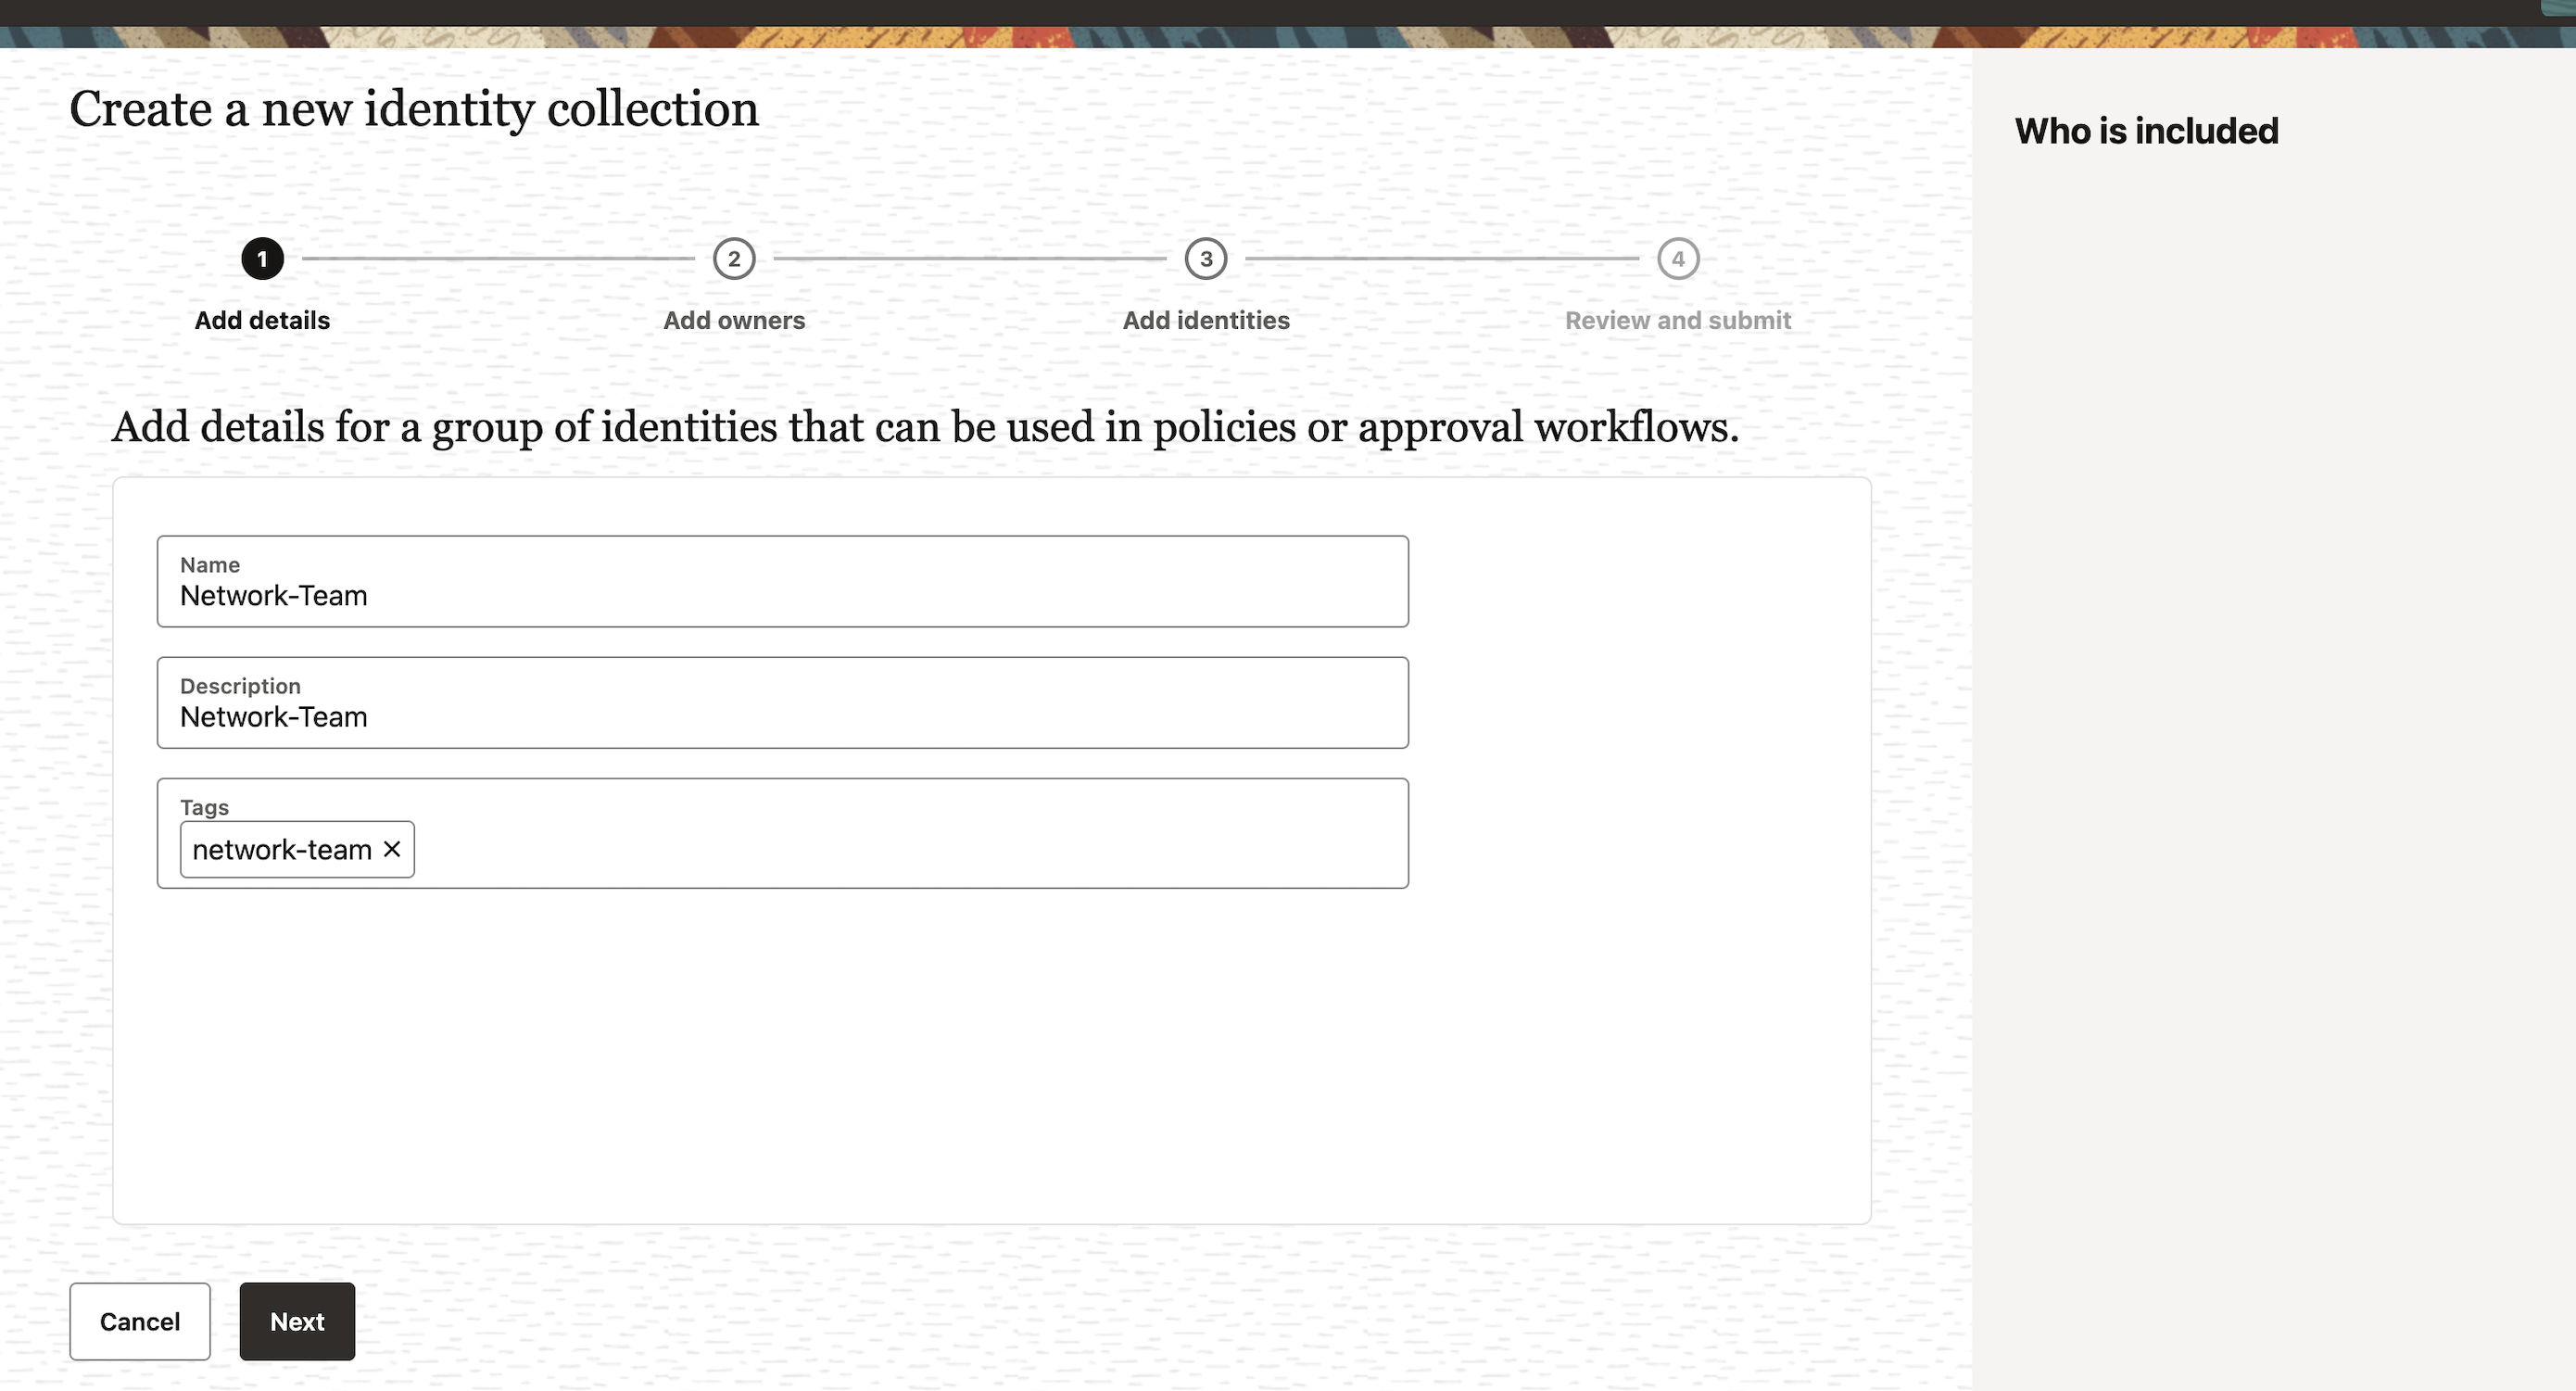 Create a new identity collection
Who is included
1
2
3
4
Add details
Add owners
Add identities
Review and submit
Add details for a group of identities that can be used in policies or approval workflows.
Name
Network-Team
Description
Network-Team
Tags
network-team ×
Cancel
Next